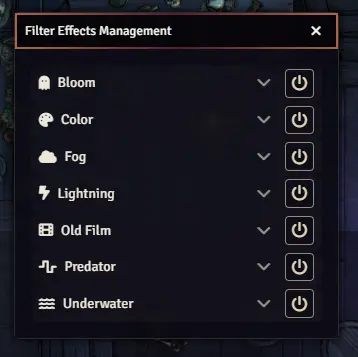 Filter Effects Management
Bloom
Color
Fog
Lightning
Old Film
Predator
Underwater